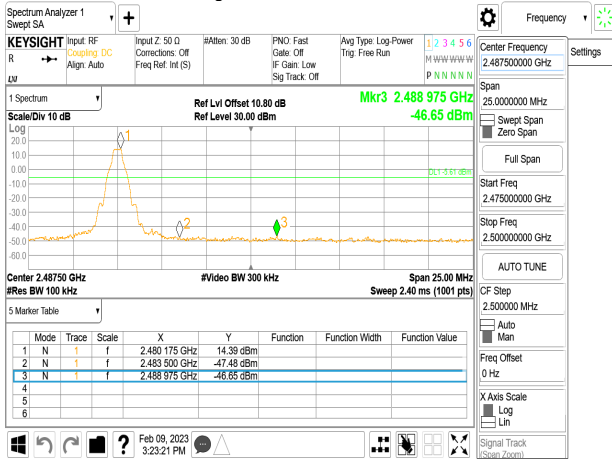 Spectrum Analyzer 1
Swept SA
+
Frequency
KEYSIGHT
R
LXI
Input: RF
Coupling: DC
Align: Auto
Input Z: 50 Ω
Corrections: Off
Freq Ref: Int (S)
#Atten: 30 dB
PNO: Fast
Gate: Off
IF Gain: Low
Sig Track: Off
Avg Type: Log-Power
Trig: Free Run
1 2 3 4 5 6
M W W W W W
P N N N N N
1 Spectrum
Scale/Div 10 dB
Ref Lvl Offset 10.80 dB
Ref Level 30.00 dBm
Mkr3 2.488 975 GHz
-46.65 dBm
Log
20.0
10.0
0.00
-10.0
-20.0
-30.0
-40.0
-50.0
-60.0
1
2
3
DL1 -5.61 dBm
Center 2.48750 GHz
#Res BW 100 kHz
#Video BW 300 kHz
Span 25.00 MHz
Sweep 2.40 ms (1001 pts)
5 Marker Table
Mode Trace Scale X Y Function Function Width Function Value
1 N 1 f 2.480 175 GHz 14.39 dBm
2 N 1 f 2.483 500 GHz -47.48 dBm
3 N 1 f 2.488 975 GHz -46.65 dBm
4
5
6
?
Feb 09, 2023
3:23:21 PM
Center Frequency
2.487500000 GHz
Settings
Span
25.0000000 MHz
Swept Span
Zero Span
Full Span
Start Freq
2.475000000 GHz
Stop Freq
2.500000000 GHz
AUTO TUNE
CF Step
2.500000 MHz
Auto
Man
Freq Offset
0 Hz
X Axis Scale
Log
Lin
Signal Track
(Span Zoom)